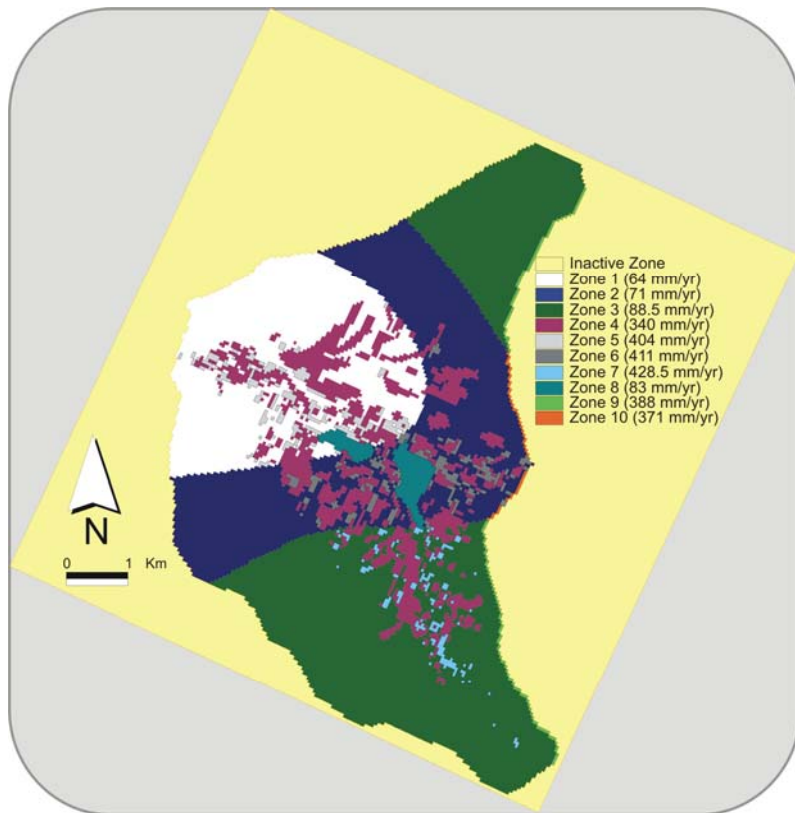 Inactive Zone
Zone 1 (64 mm/yr)
Zone 2 (71 mm/yr)
Zone 3 (88.5 mm/yr)
Zone 4 (340 mm/yr)
Zone 5 (404 mm/yr)
Zone 6 (411 mm/yr)
Zone 7 (428.5 mm/yr)
Zone 8 (83 mm/yr)
Zone 9 (388 mm/yr)
Zone 10 (371 mm/yr)
N
0 1 Km